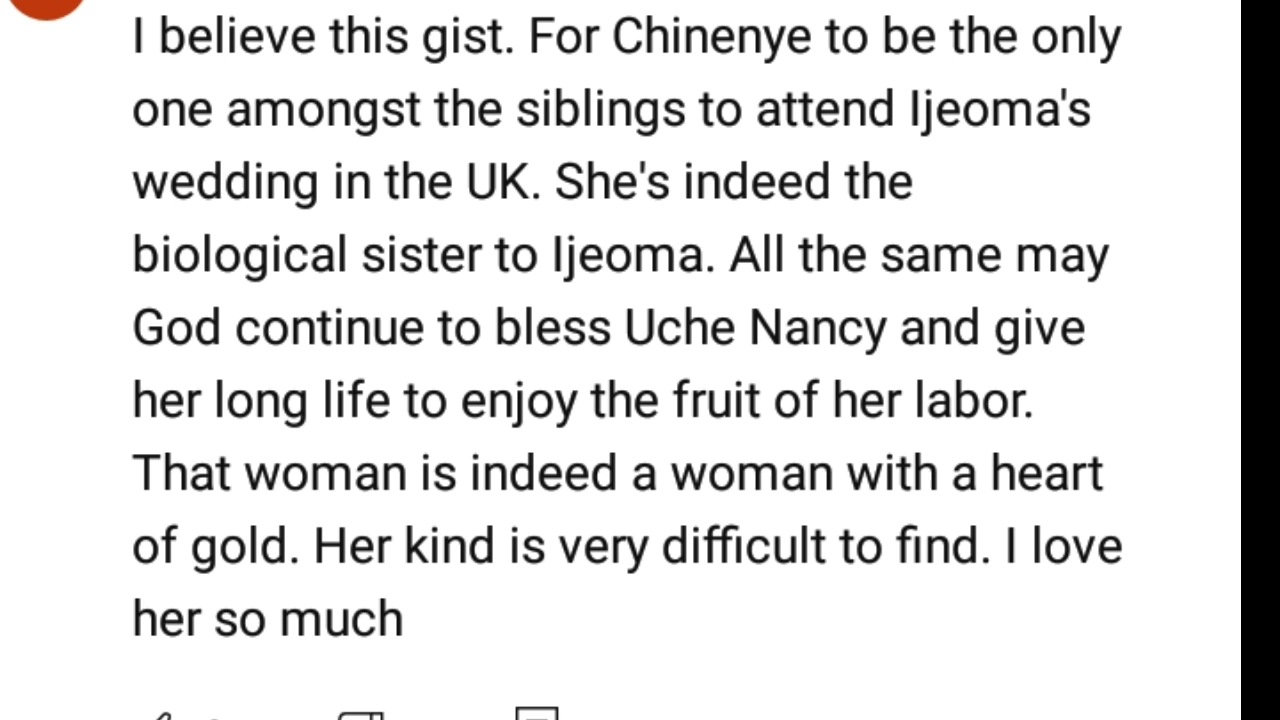 I believe this gist. For Chinenye to be the only
one amongst the siblings to attend Ijeoma's
wedding in the UK. She's indeed the
biological sister to Ijeoma. All the same may
God continue to bless Uche Nancy and give
her long life to enjoy the fruit of her labor.
That woman is indeed a woman with a heart
of gold. Her kind is very difficult to find. I love
her so much